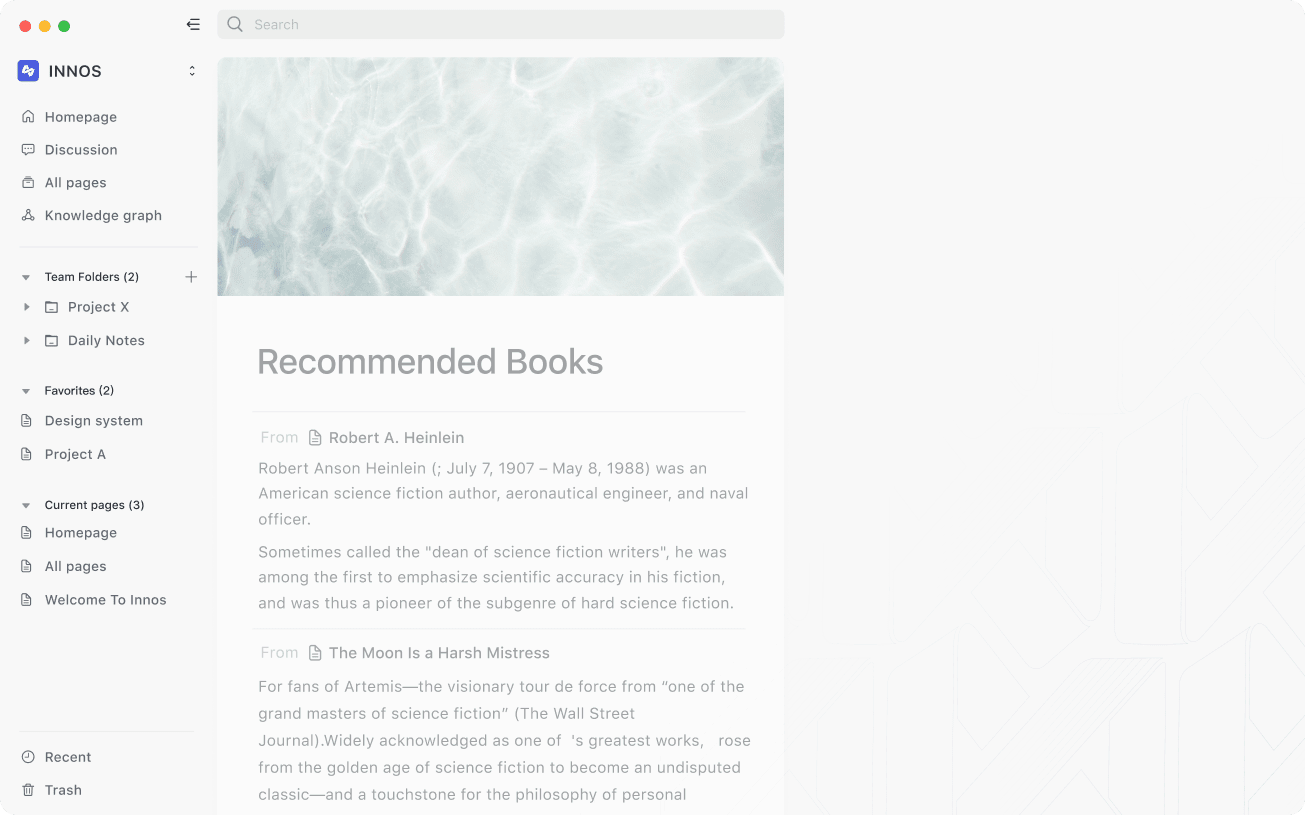 Search
INNOS
Homepage
Discussion
All pages
Knowledge graph
Team Folders (2)
Project X
Daily Notes
Favorites (2)
Design system
Project A
Current pages (3)
Homepage
All pages
Welcome To Innos
Recent
Trash
Recommended Books
From Robert A. Heinlein
Robert Anson Heinlein (; July 7, 1907 – May 8, 1988) was an
American science fiction author, aeronautical engineer, and naval
officer.
Sometimes called the "dean of science fiction writers", he was
among the first to emphasize scientific accuracy in his fiction,
and was thus a pioneer of the subgenre of hard science fiction.
From The Moon Is a Harsh Mistress
For fans of Artemis—the visionary tour de force from “one of the
grand masters of science fiction” (The Wall Street
Journal).Widely acknowledged as one of 's greatest works, rose
from the golden age of science fiction to become an undisputed
classic—and a touchstone for the philosophy of personal